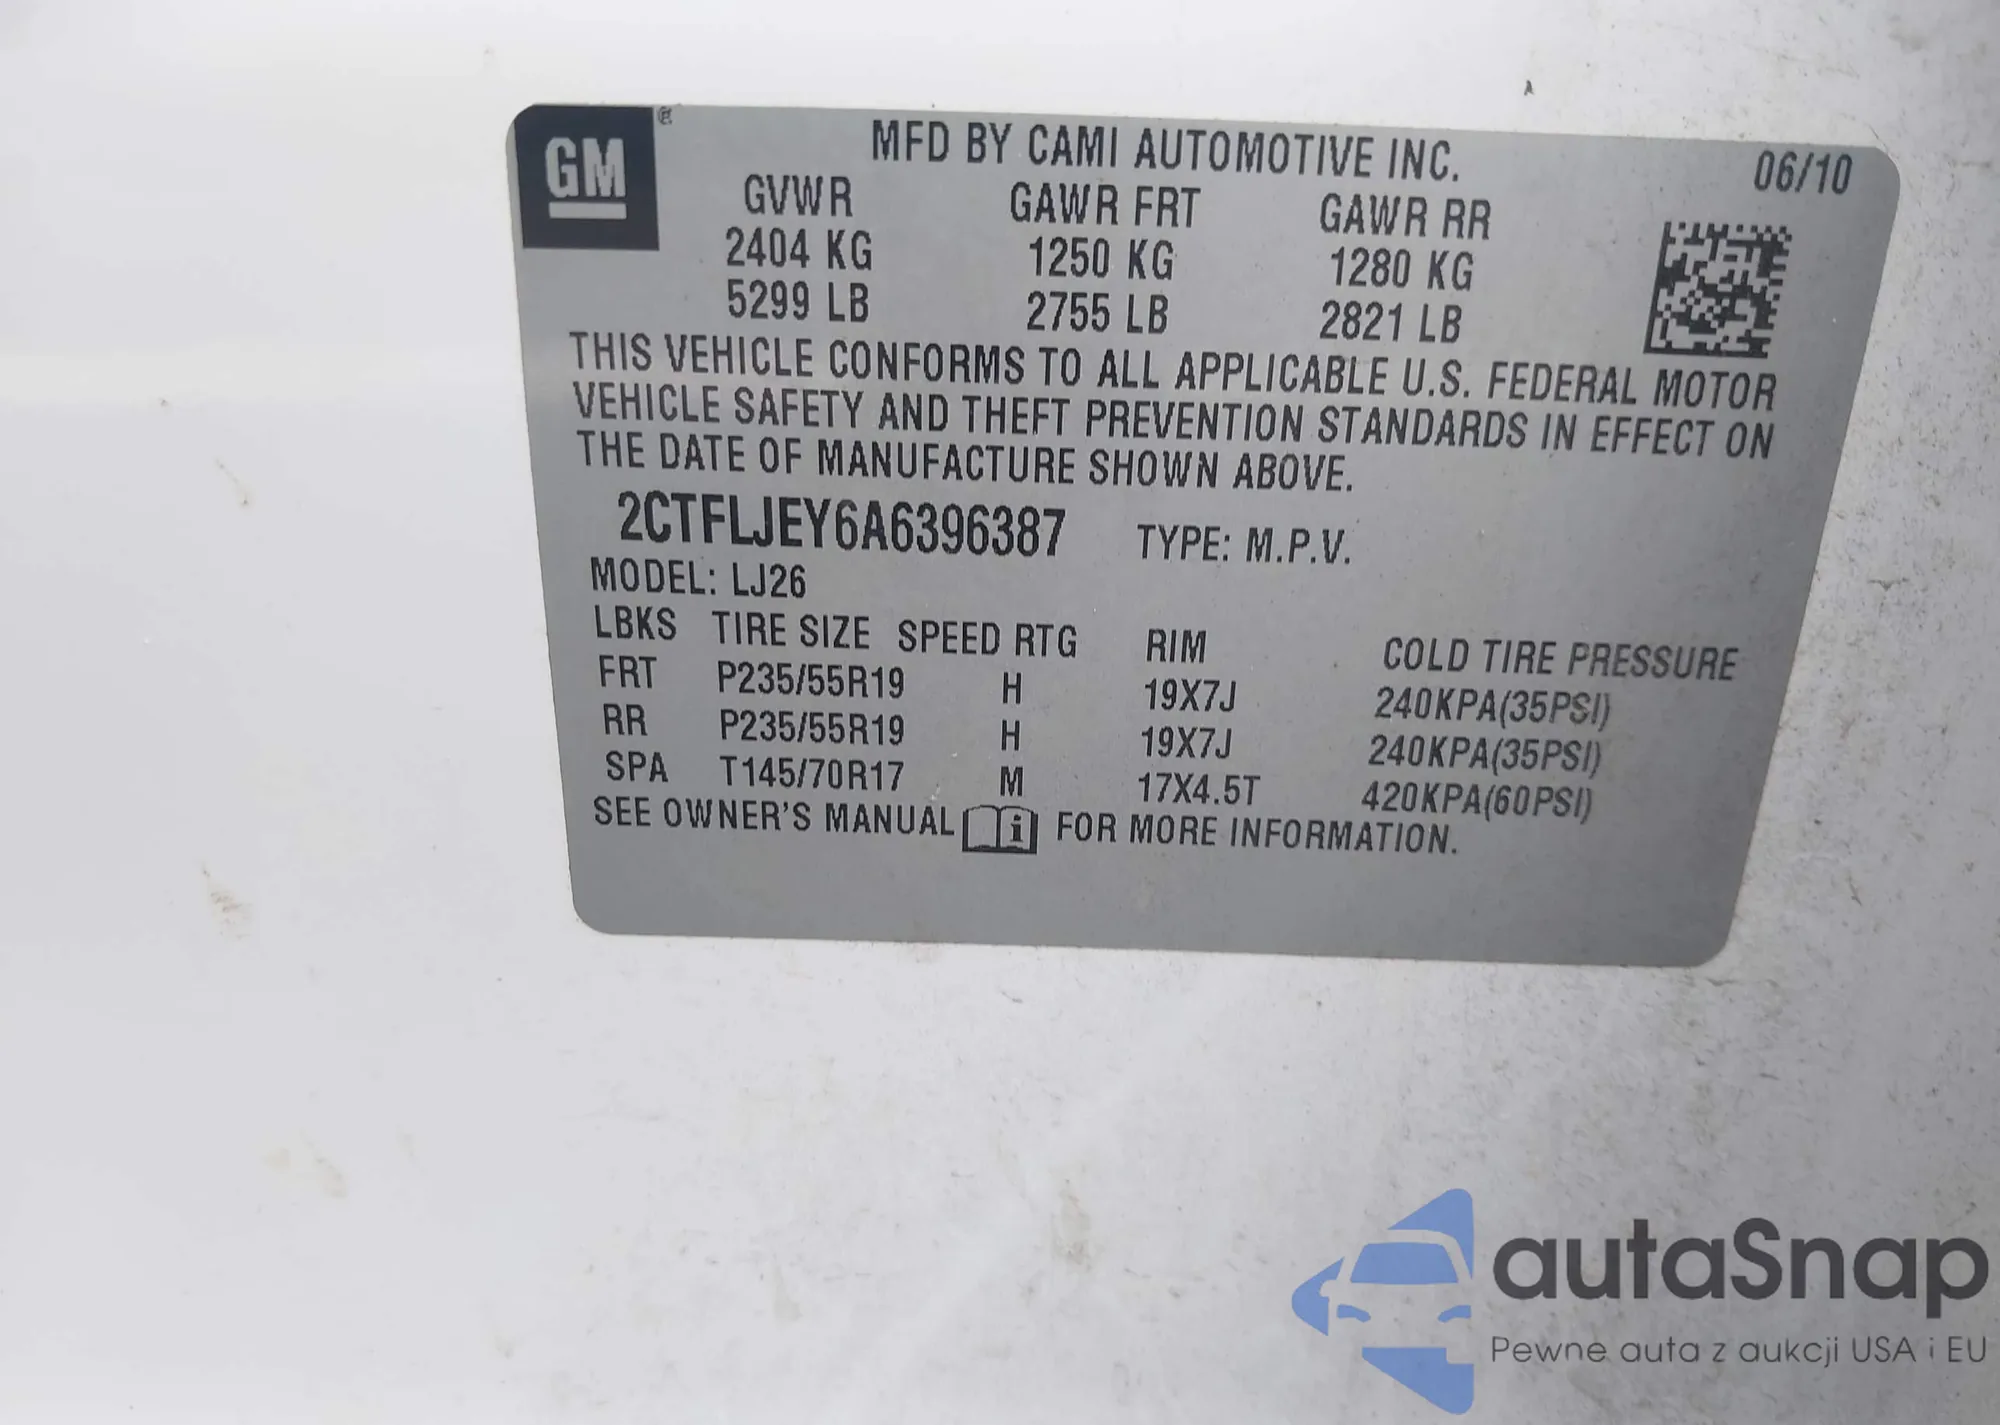 GM
MFD BY CAMI AUTOMOTIVE INC. 06/10
GVWR GAWR FRT GAWR RR
2404 KG 1250 KG 1280 KG
5299 LB 2755 LB 2821 LB
THIS VEHICLE CONFORMS TO ALL APPLICABLE U.S. FEDERAL MOTOR
VEHICLE SAFETY AND THEFT PREVENTION STANDARDS IN EFFECT ON
THE DATE OF MANUFACTURE SHOWN ABOVE.
2CTFLJEY6A6396387 TYPE: M.P.V.
MODEL: LJ26
LBKS TIRE SIZE SPEED RTG RIM COLD TIRE PRESSURE
FRT P235/55R19 H 19X7J 240KPA(35PSI)
RR P235/55R19 H 19X7J 240KPA(35PSI)
SPA T145/70R17 M 17X4.5T 420KPA(60PSI)
SEE OWNER'S MANUAL i FOR MORE INFORMATION.
autaSnap
Pewne auta z aukcji USA i EU